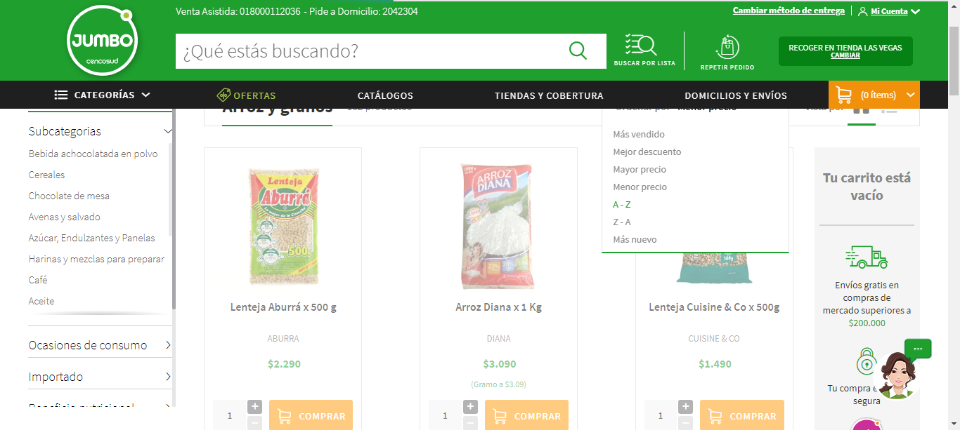 Venta Asistida: 018000112036 - Pide a Domicilio: 2042304
Cambiar método de entrega
Mi Cuenta
JUMBO
cencosud
¿Qué estás buscando?
BUSCAR POR LISTA
REPETIR PEDIDO
RECOGER EN TIENDA LAS VEGAS
CAMBIAR
CATEGORÍAS
OFERTAS
CATÁLOGOS
TIENDAS Y COBERTURA
DOMICILIOS Y ENVÍOS
(0 ítems)
Arroz y granos
Subcategorias
Bebida achocolatada en polvo
Cereales
Chocolate de mesa
Avenas y salvado
Azúcar, Endulzantes y Panelas
Harinas y mezclas para preparar
Café
Aceite
Ocasiones de consumo
Importado
Beneficio nutricional
Más vendido
Mejor descuento
Mayor precio
Menor precio
A - Z
Z - A
Más nuevo
Lenteja
Aburrá
500
ARROZ
DIANA
Lenteja Aburrá x 500 g
ABURRA
$2.290
1
COMPRAR
Arroz Diana x 1 Kg
DIANA
$3.090
(Gramo a $3.09)
1
COMPRAR
Lenteja Cuisine & Co x 500g
CUISINE & CO
$1.490
1
COMPRAR
Tu carrito está
vacío
Envíos gratis en
compras de
mercado superiores a
$200.000
Tu compra
segura